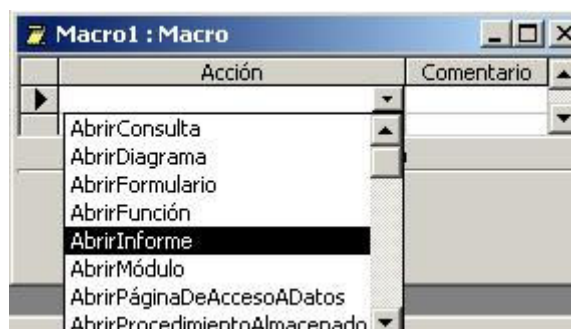 Macro1 : Macro
Acción Comentario
AbrirConsulta
AbrirDiagrama
AbrirFormulario
AbrirFunción
AbrirInforme
AbrirMódulo
AbrirPáginaDeAccesoADatos
AbrirProcedimientoAlmacenado